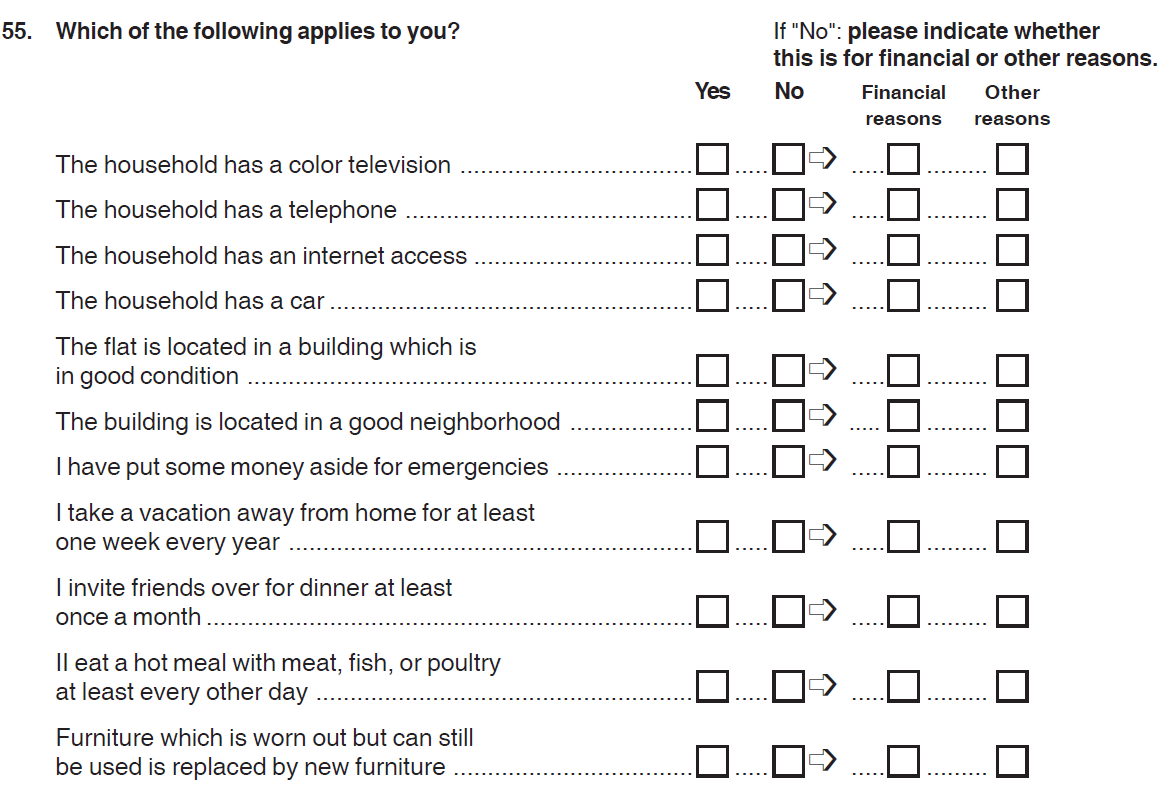 55. Which of the following applies to you?
If "No": please indicate whether
this is for financial or other reasons.
Yes No Financial Other
reasons reasons
The household has a color television
The household has a telephone
The household has an internet access
The household has a car
The flat is located in a building which is
in good condition
The building is located in a good neighborhood
I have put some money aside for emergencies
I take a vacation away from home for at least
one week every year
I invite friends over for dinner at least
once a month
II eat a hot meal with meat, fish, or poultry
at least every other day
Furniture which is worn out but can still
be used is replaced by new furniture